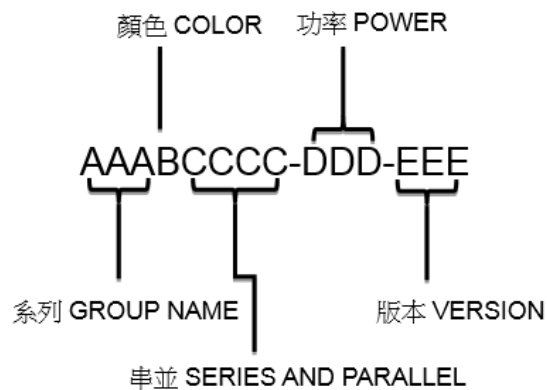 顏色 COLOR 功率 POWER
AAABCCCC-DDD-EEE
系列 GROUP NAME 版本 VERSION
串並 SERIES AND PARALLEL